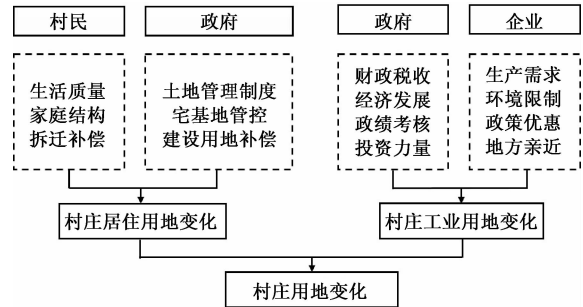 村民
政府
政府
企业
生活质量
家庭结构
拆迁补偿
土地管理制度
宅基地管控
建设用地补偿
财政税收
经济发展
政绩考核
投资力量
生产需求
环境限制
政策优惠
地方亲近
村庄居住用地变化
村庄工业用地变化
村庄用地变化